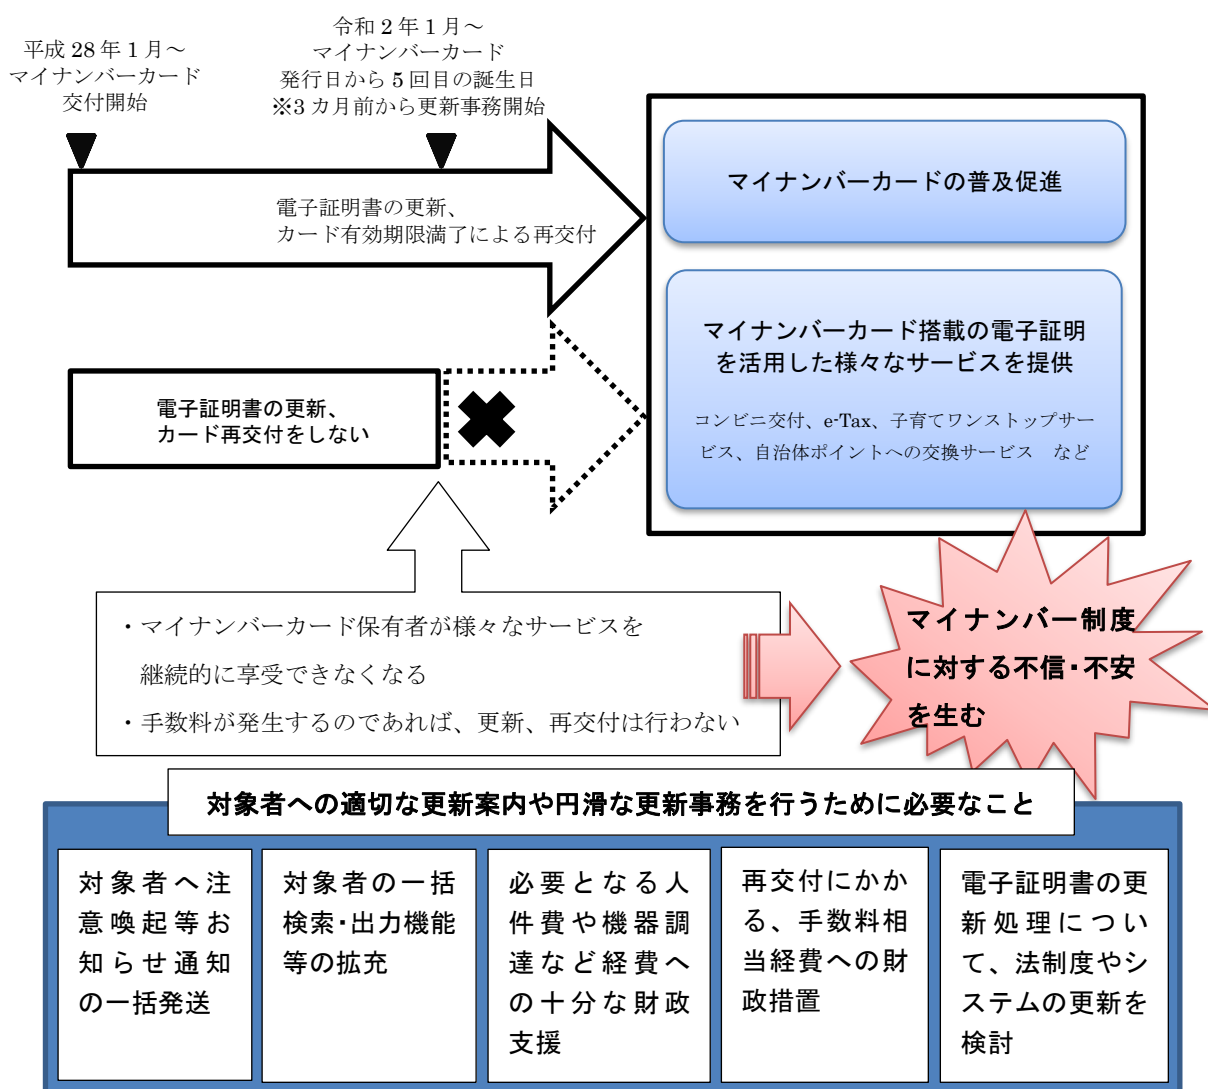 平成 28 年 1 月～
マイナンバーカード
交付開始
令和 2 年 1 月～
マイナンバーカード
発行日から 5 回目の誕生日
※3 カ月前から更新事務開始
電子証明書の更新、
カード有効期限満了による再交付
マイナンバーカードの普及促進
マイナンバーカード搭載の電子証明
を活用した様々なサービスを提供
コンビニ交付、e-Tax、子育てワンストップサー
ビス、自治体ポイントへの交換サービス　など
電子証明書の更新、
カード再交付をしない
・マイナンバーカード保有者が様々なサービスを
継続的に享受できなくなる
・手数料が発生するのであれば、更新、再交付は行わない
マイナンバー制度
に対する不信・不安
を生む
対象者への適切な更新案内や円滑な更新事務を行うために必要なこと
対象者へ注
意喚起等お
知らせ通知
の一括発送
対象者の一括
検索・出力機能
等の拡充
必要となる人
件費や機器調
達など経費へ
の十分な財政
支援
再交付にかか
る、手数料相
当経費への財
政措置
電子証明書の更
新処理につい
て、法制度やシ
ステムの更新を
検討